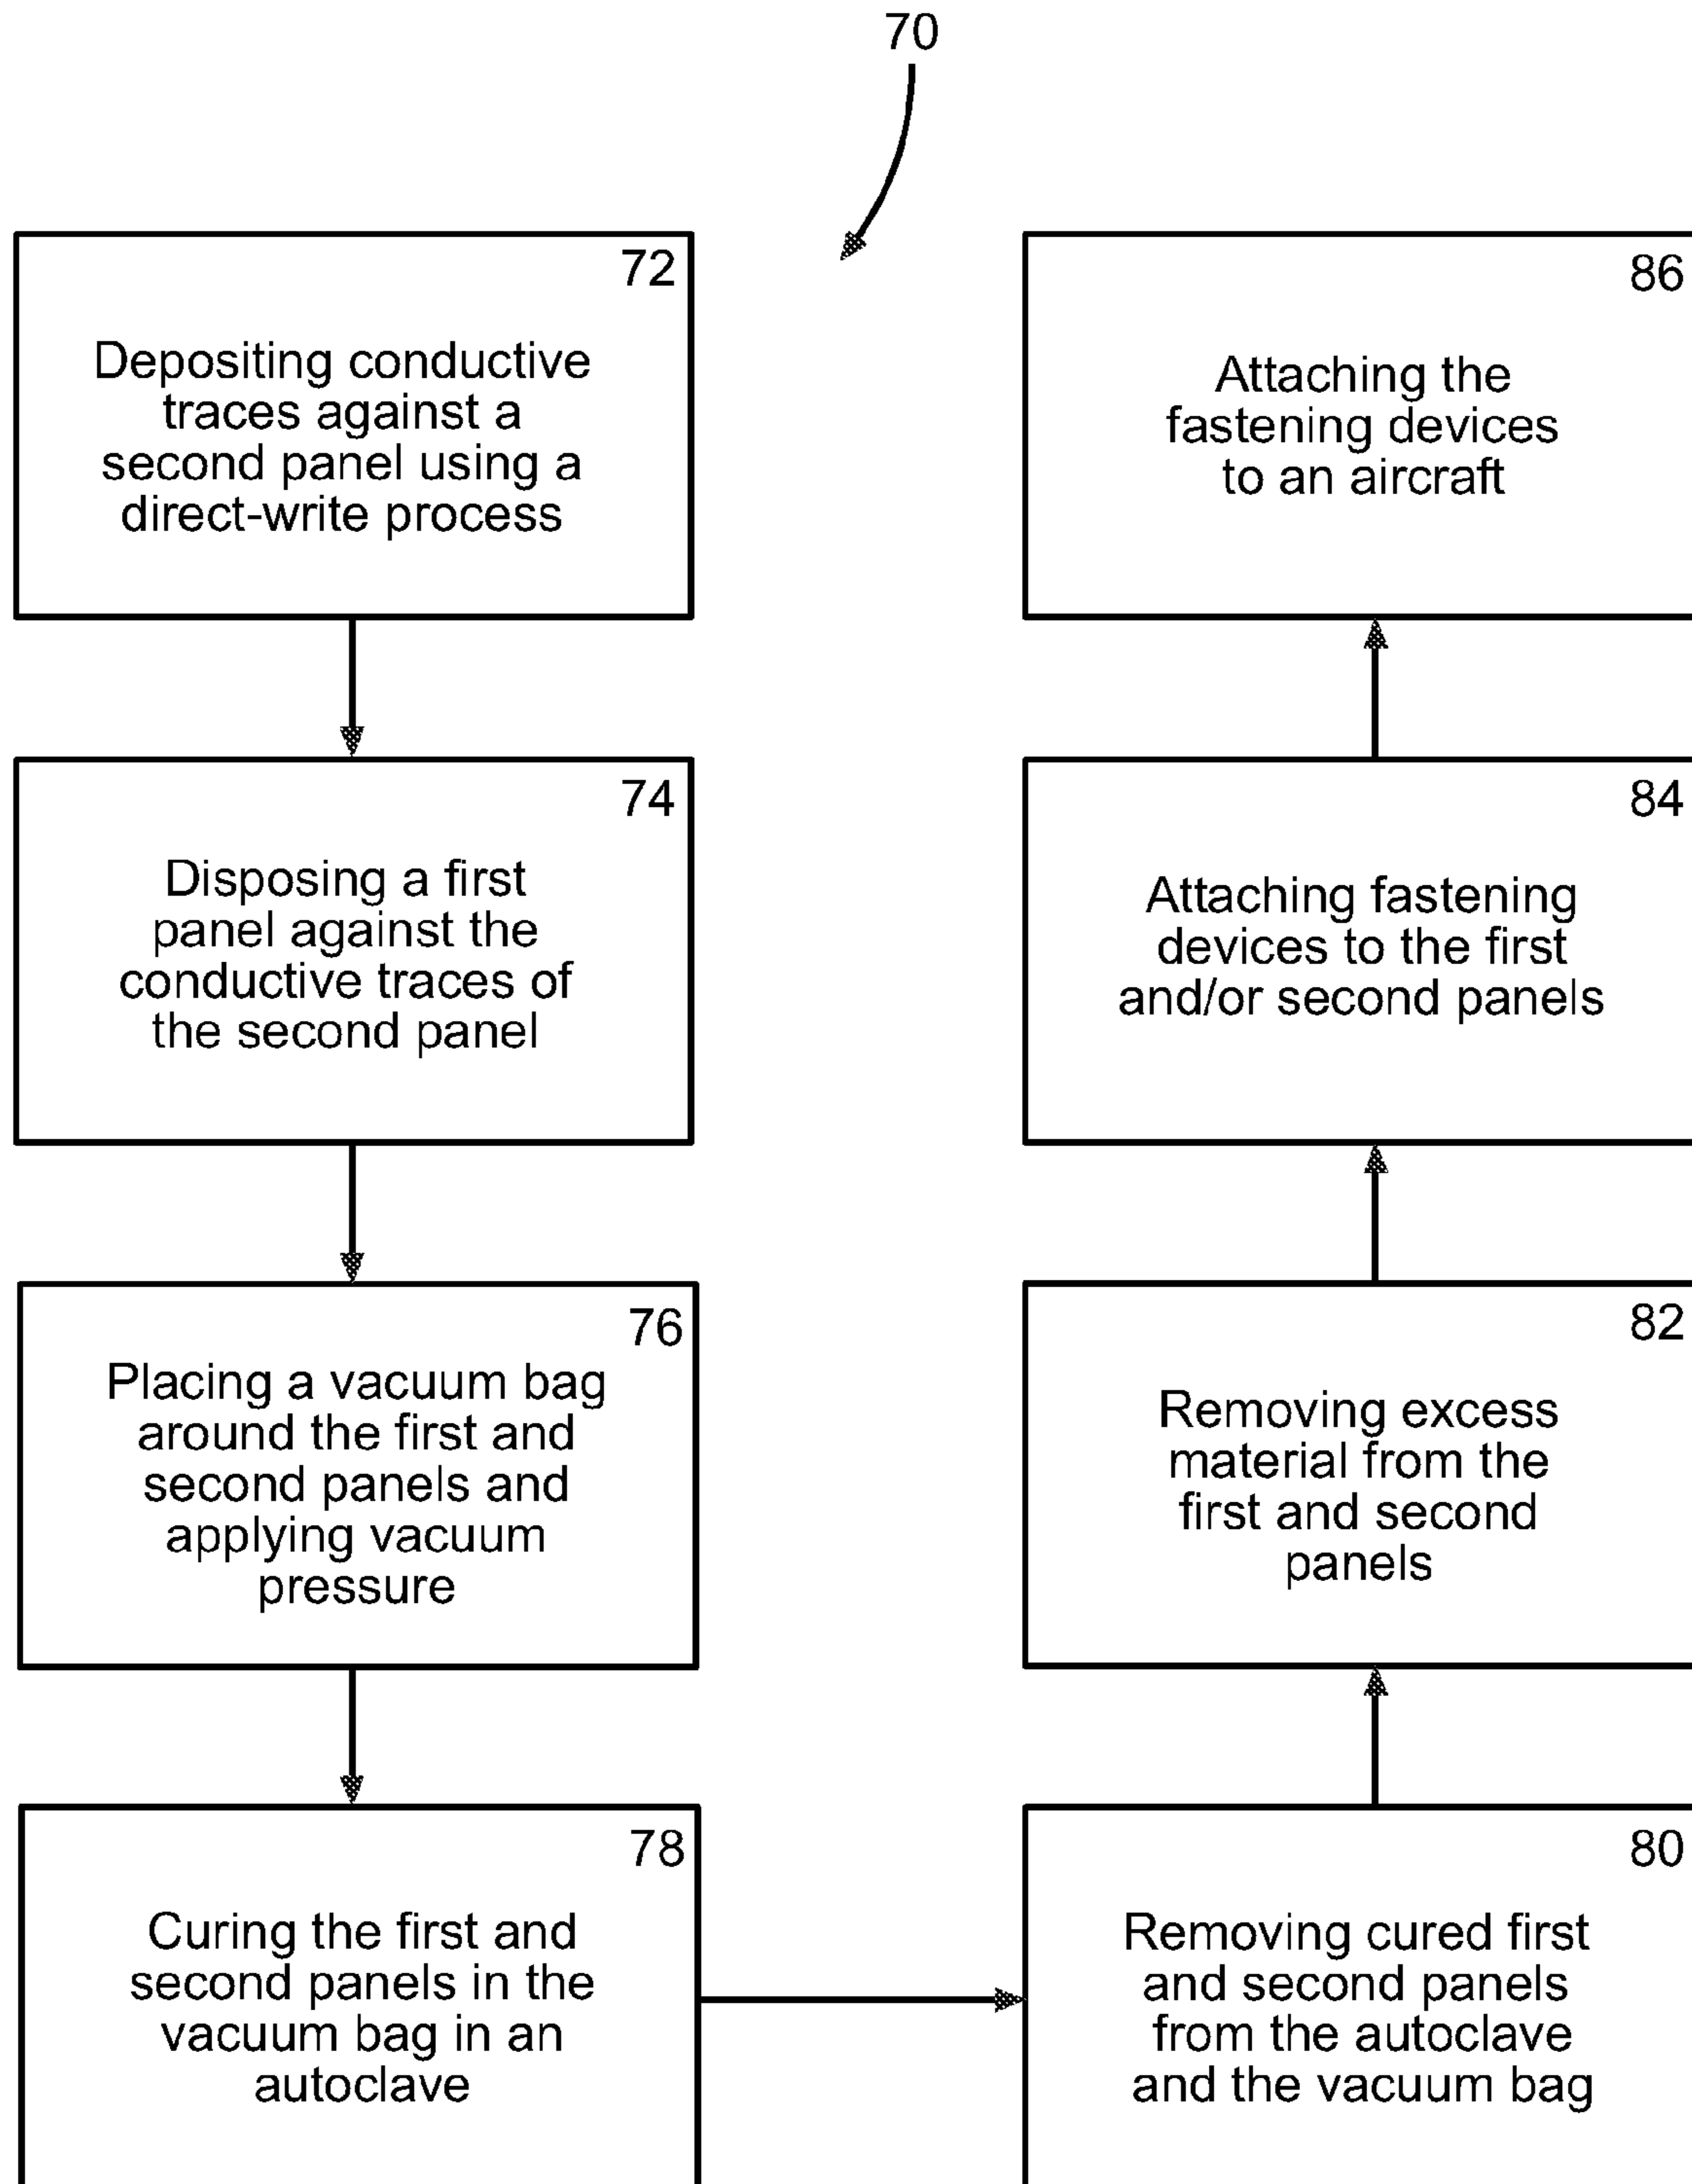 70
72
Depositing conductive
traces against a
second panel using a
direct-write process
74
Disposing a first
panel against the
conductive traces of
the second panel
76
Placing a vacuum bag
around the first and
second panels and
applying vacuum
pressure
78
Curing the first and
second panels in the
vacuum bag in an
autoclave
80
Removing cured first
and second panels
from the autoclave
and the vacuum bag
82
Removing excess
material from the
first and second
panels
84
Attaching fastening
devices to the first
and/or second panels
86
Attaching the
fastening devices
to an aircraft